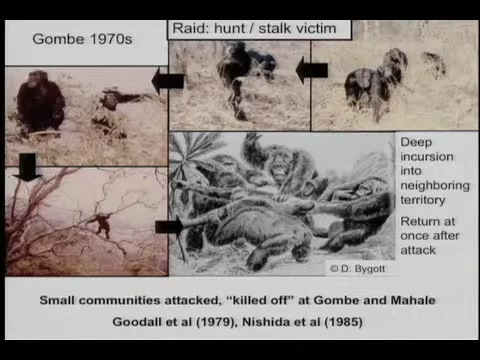 Gombe 1970s
Raid: hunt / stalk victim
Deep
incursion
into
neighboring
territory
Return at
once after
attack
© D. Bygott
Small communities attacked, “killed off” at Gombe and Mahale
Goodall et al (1979), Nishida et al (1985)